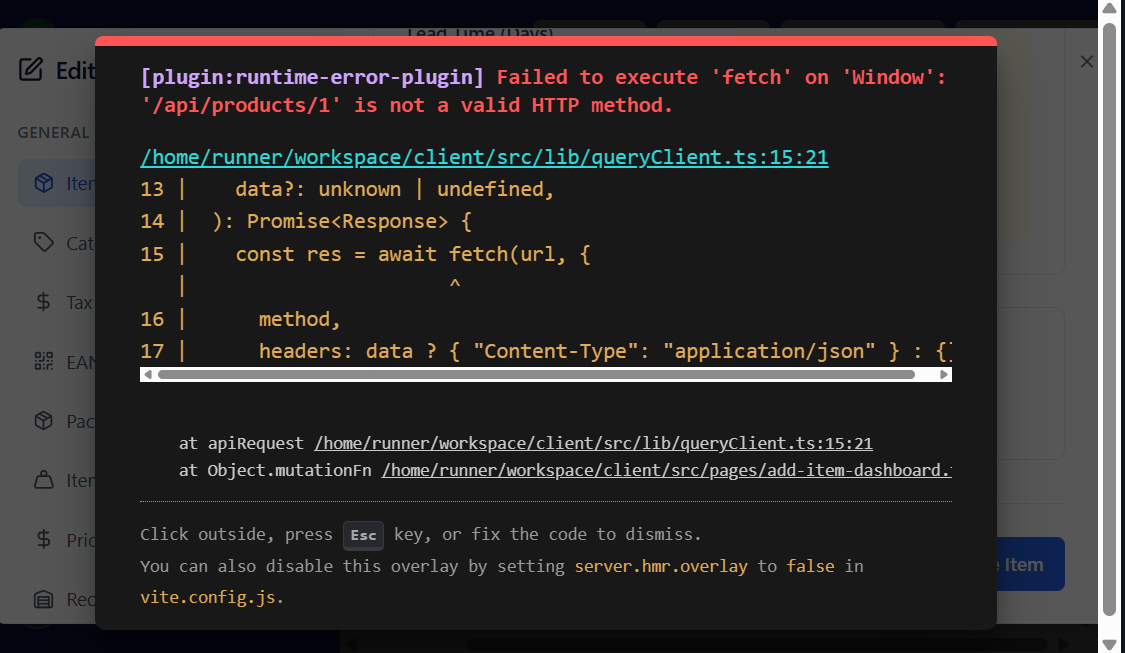 Lead Time (Days)
Edit
GENERAL
[plugin:runtime-error-plugin] Failed to execute 'fetch' on 'Window':
'/api/products/1' is not a valid HTTP method.
/home/runner/workspace/client/src/lib/queryClient.ts:15:21
13 |    data?: unknown | undefined,
14 |  ): Promise<Response> {
15 |    const res = await fetch(url, {
   |                      ^
16 |      method,
17 |      headers: data ? { "Content-Type": "application/json" } : {}
at apiRequest /home/runner/workspace/client/src/lib/queryClient.ts:15:21
at Object.mutationFn /home/runner/workspace/client/src/pages/add-item-dashboard.
Click outside, press Esc key, or fix the code to dismiss.
You can also disable this overlay by setting server.hmr.overlay to false in
vite.config.js.
Iter
Cat
Tax
EAN
Pac
Iter
Pric
Rec
Item